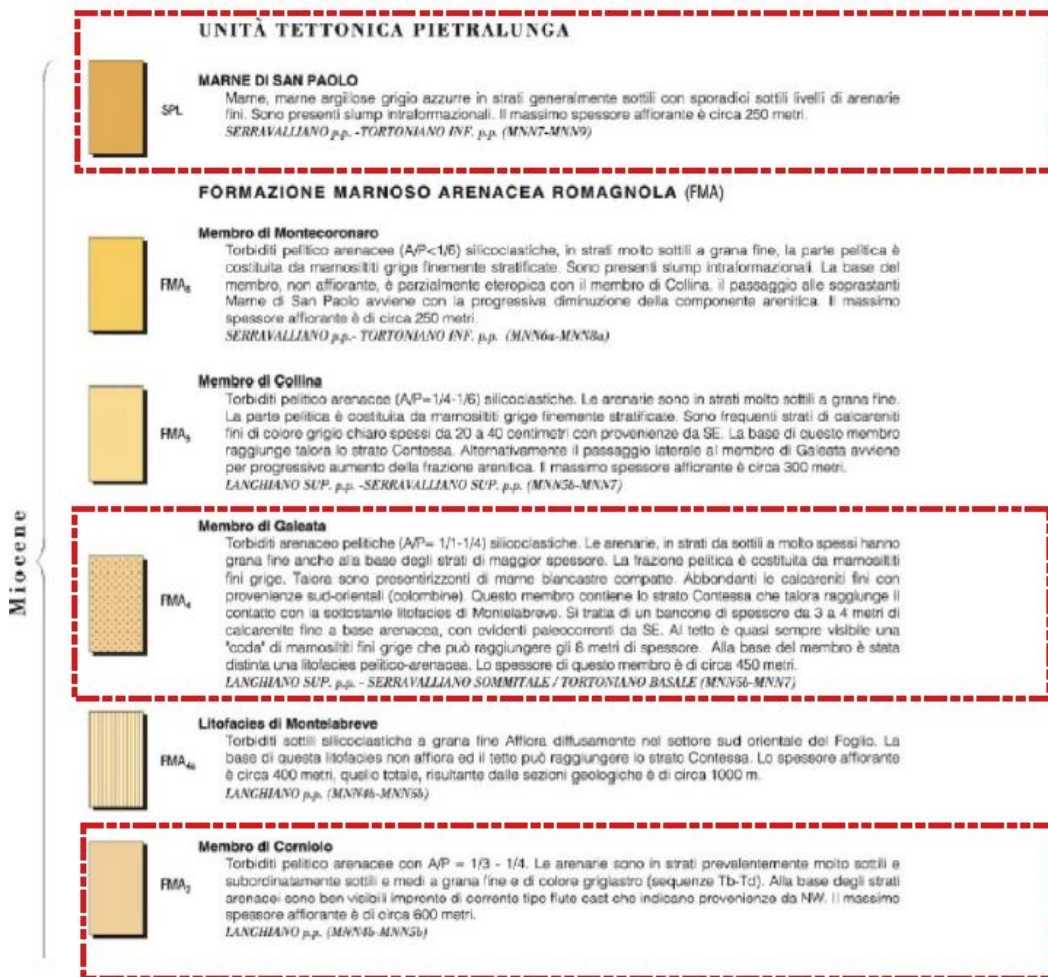 UNITÀ TETTONICA PIETRALUNGA
MARNE DI SAN PAOLO
SPL
Marne, marne argillose grigio azzurre in strati generalmente sottili con sporadici sottili livelli di arenarie
fini. Sono presenti slump intraformazionali. Il massimo spessore affiorante è circa 250 metri.
SERRAVALLIANO p.p. -TORTONIANO INF. p.p. (MNN7-MNN9)
FORMAZIONE MARNOSO ARENACEA ROMAGNOLA (FMA)
Membro di Montecoronaro
Torbiditi pelitico arenacee (A/P<1/6) silicoclastiche, in strati molto sottili a grana fine, la parte pelitica è
costituita da marnosiltiti grige finemente stratificate. Sono presenti slump intraformazionali. La base del
membro, non affiorante, è parzialmente eteropica con il membro di Collina, il passaggio alle soprastanti
Marne di San Paolo avviene con la progressiva diminuzione della componente arenitica. Il massimo
spessore affiorante è di circa 250 metri.
SERRAVALLIANO p.p.- TORTONIANO INF. p.p. (MNN6a-MNN8a)
Membro di Collina
FMA5
Torbiditi pelitico arenacee (A/P=1/4-1/6) silicoclastiche. Le arenarie sono in strati molto sottili a grana fine.
La parte pelitica è costituita da marnosiltiti grige finemente stratificate. Sono frequenti strati di calcareniti
fini di colore grigio chiaro spessi da 20 a 40 centimetri con provenienze da SE. La base di questo membro
raggiunge talora lo strato Contessa. Alternativamente il passaggio laterale al membro di Galeata avviene
per progressivo aumento della frazione arenitica. Il massimo spessore affiorante è circa 300 metri.
LANGHIANO SUP. p.p. -SERRAVALLIANO SUP. p.p. (MNN5b-MNN7)
Miocene
Membro di Galeata
FMA4
Torbiditi arenaceo pelitiche (A/P= 1/1-1/4) silicoclastiche. Le arenarie, in strati da sottili a molto spessi hanno
grana fine anche alla base degli strati di maggior spessore. La frazione pelitica è costituita da marnosiltiti
fini grige. Talora sono presentirizzonti di marne biancastre compatte. Abbondanti le calcareniti fini con
provenienze sud-orientali (colombine). Questo membro contiene lo strato Contessa che talora raggiunge il
contatto con la sottostante litofacies di Montelabreve. Si tratta di un bancone di spessore da 3 a 4 metri di
calcarenite fine a base arenacea, con evidenti paleocorrenti da SE. Al tetto è quasi sempre visibile una
"coda" di marnosiltiti fini grige che può raggiungere gli 8 metri di spessore. Alla base del membro è stata
distinta una litofacies pelitico-arenacea. Lo spessore di questo membro è di circa 450 metri.
LANGHIANO SUP. p.p. - SERRAVALLIANO SOMMITALE / TORTONIANO BASALE (MNN5b-MNN7)
Litofacies di Montelabreve
FMA4a
Torbiditi sottili silicoclastiche a grana fine Affiora diffusamente nel settore sud orientale del Foglio. La
base di questa litofacies non affiora ed il tetto può raggiungere lo strato Contessa. Lo spessore affiorante
è circa 400 metri, quello totale, risultante dalle sezioni geologiche è di circa 1000 m.
LANGHIANO p.p. (MNN4b-MNN5b)
Membro di Corniolo
Torbiditi pelitico arenacee con A/P = 1/3 - 1/4. Le arenarie sono in strati prevalentemente molto sottili e
subordinatamente sottili e medi a grana fine e di colore grigiastro (sequenze Tb-Td). Alla base degli strati
arenacei sono ben visibili impronte di corrente tipo flute cast che indicano provenienze da NW. Il massimo
spessore affiorante è di circa 600 metri.
LANGHIANO p.p. (MNN4b-MNN5b)